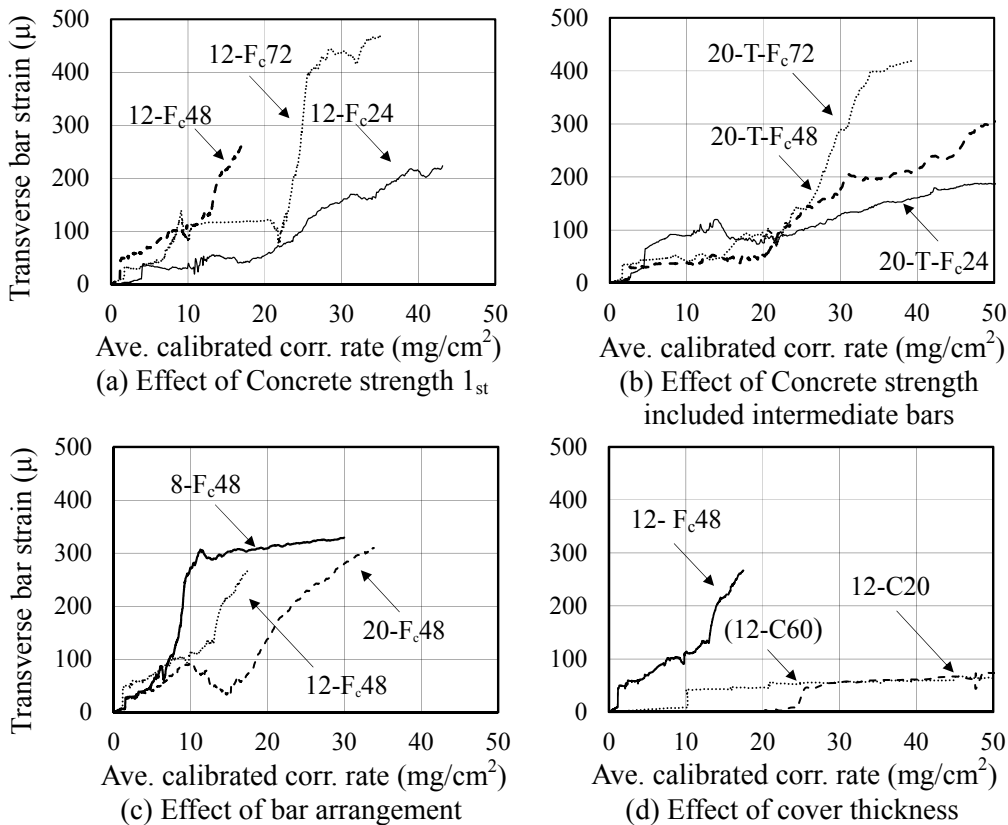 500
400
300
200
100
0
Transverse bar strain (μ)
12-Fc72
12-Fc48
12-Fc24
0 10 20 30 40 50
Ave. calibrated corr. rate (mg/cm²)
(a) Effect of Concrete strength 1st
500
400
300
200
100
0
20-T-Fc72
20-T-Fc48
20-T-Fc24
0 10 20 30 40 50
Ave. calibrated corr. rate (mg/cm²)
(b) Effect of Concrete strength
included intermediate bars
500
400
300
200
100
0
Transverse bar strain (μ)
8-Fc48
20-Fc48
12-Fc48
0 10 20 30 40 50
Ave. calibrated corr. rate (mg/cm²)
(c) Effect of bar arrangement
500
400
300
200
100
0
12- Fc48
12-C20
(12-C60)
0 10 20 30 40 50
Ave. calibrated corr. rate (mg/cm²)
(d) Effect of cover thickness